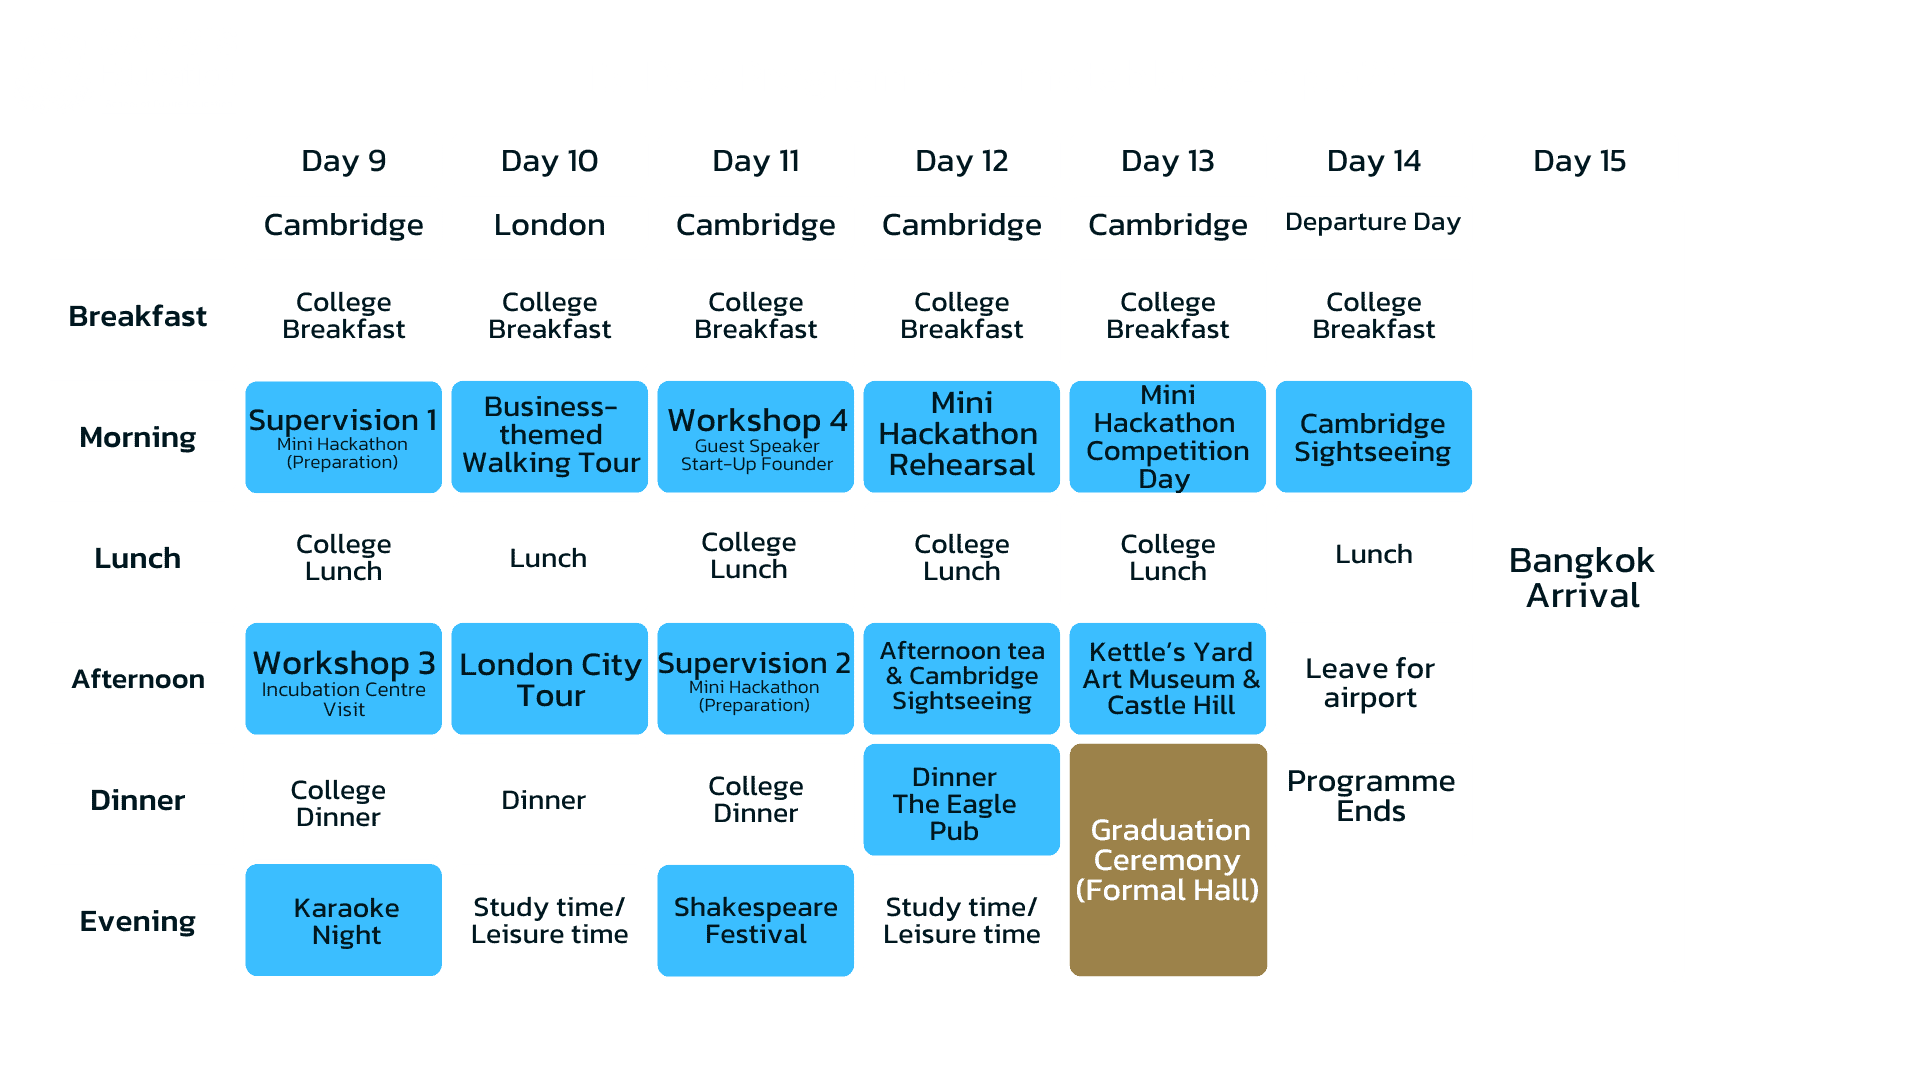 Day 9
Day 10
Day 11
Day 12
Day 13
Day 14
Day 15
Cambridge
London
Cambridge
Cambridge
Cambridge
Departure Day
Breakfast
College
Breakfast
College
Breakfast
College
Breakfast
College
Breakfast
College
Breakfast
College
Breakfast
Morning
Supervision 1
Mini Hackathon
(Preparation)
Business-
themed
Walking Tour
Workshop 4
Guest Speaker
Start-Up Founder
Mini
Hackathon
Rehearsal
Mini
Hackathon
Competition
Day
Cambridge
Sightseeing
Lunch
College
Lunch
Lunch
College
Lunch
College
Lunch
College
Lunch
Lunch
Bangkok
Arrival
Afternoon
Workshop 3
Incubation Centre
Visit
London City
Tour
Supervision 2
Mini Hackathon
(Preparation)
Afternoon tea
& Cambridge
Sightseeing
Kettle's Yard
Art Museum &
Castle Hill
Leave for
airport
Dinner
College
Dinner
Dinner
College
Dinner
Dinner
The Eagle
Pub
Graduation
Ceremony
(Formal Hall)
Programme
Ends
Evening
Karaoke
Night
Study time/
Leisure time
Shakespeare
Festival
Study time/
Leisure time